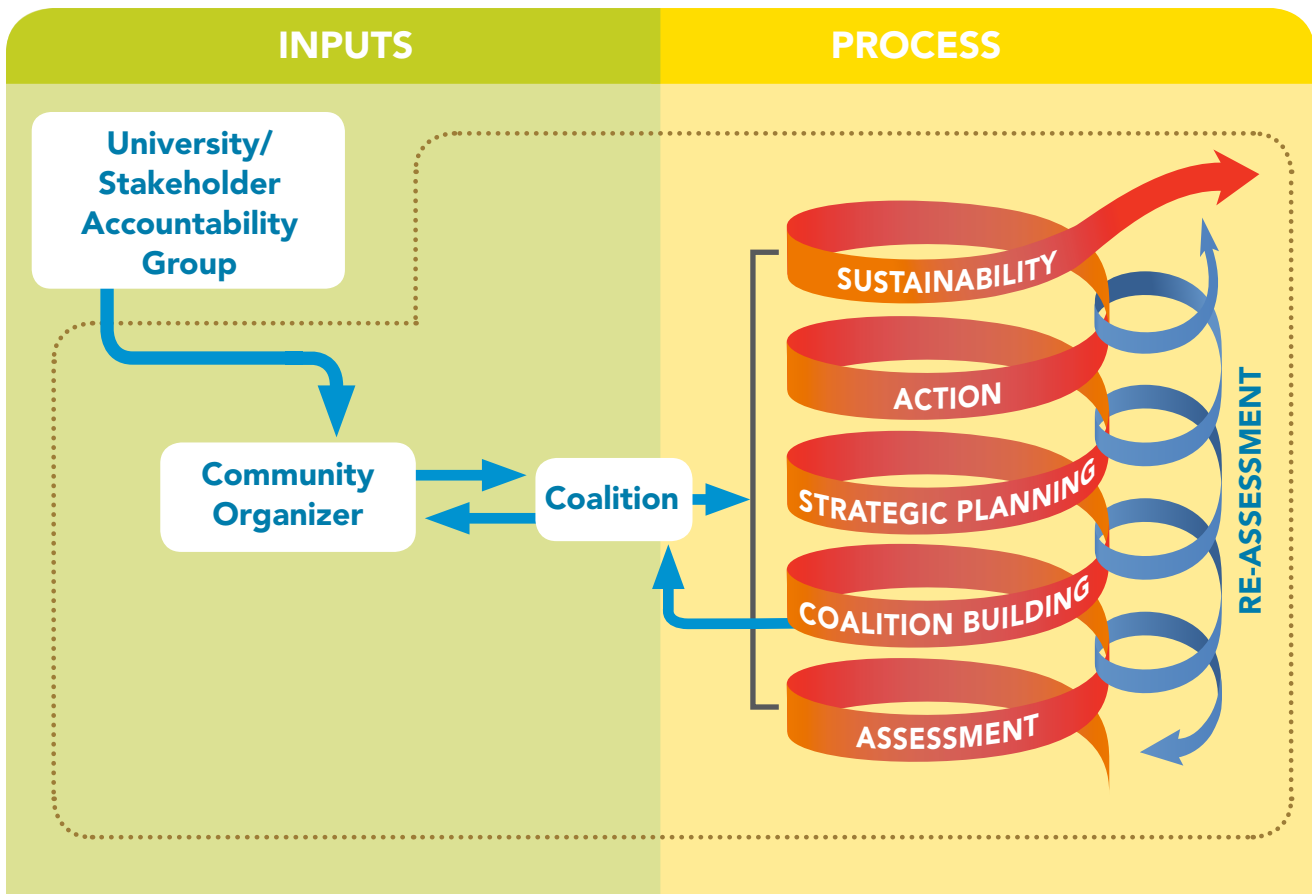 INPUTS
PROCESS
University/
Stakeholder
Accountability
Group
Community
Organizer
Coalition
SUSTAINABILITY
ACTION
STRATEGIC PLANNING
COALITION BUILDING
ASSESSMENT
RE-ASSESSMENT